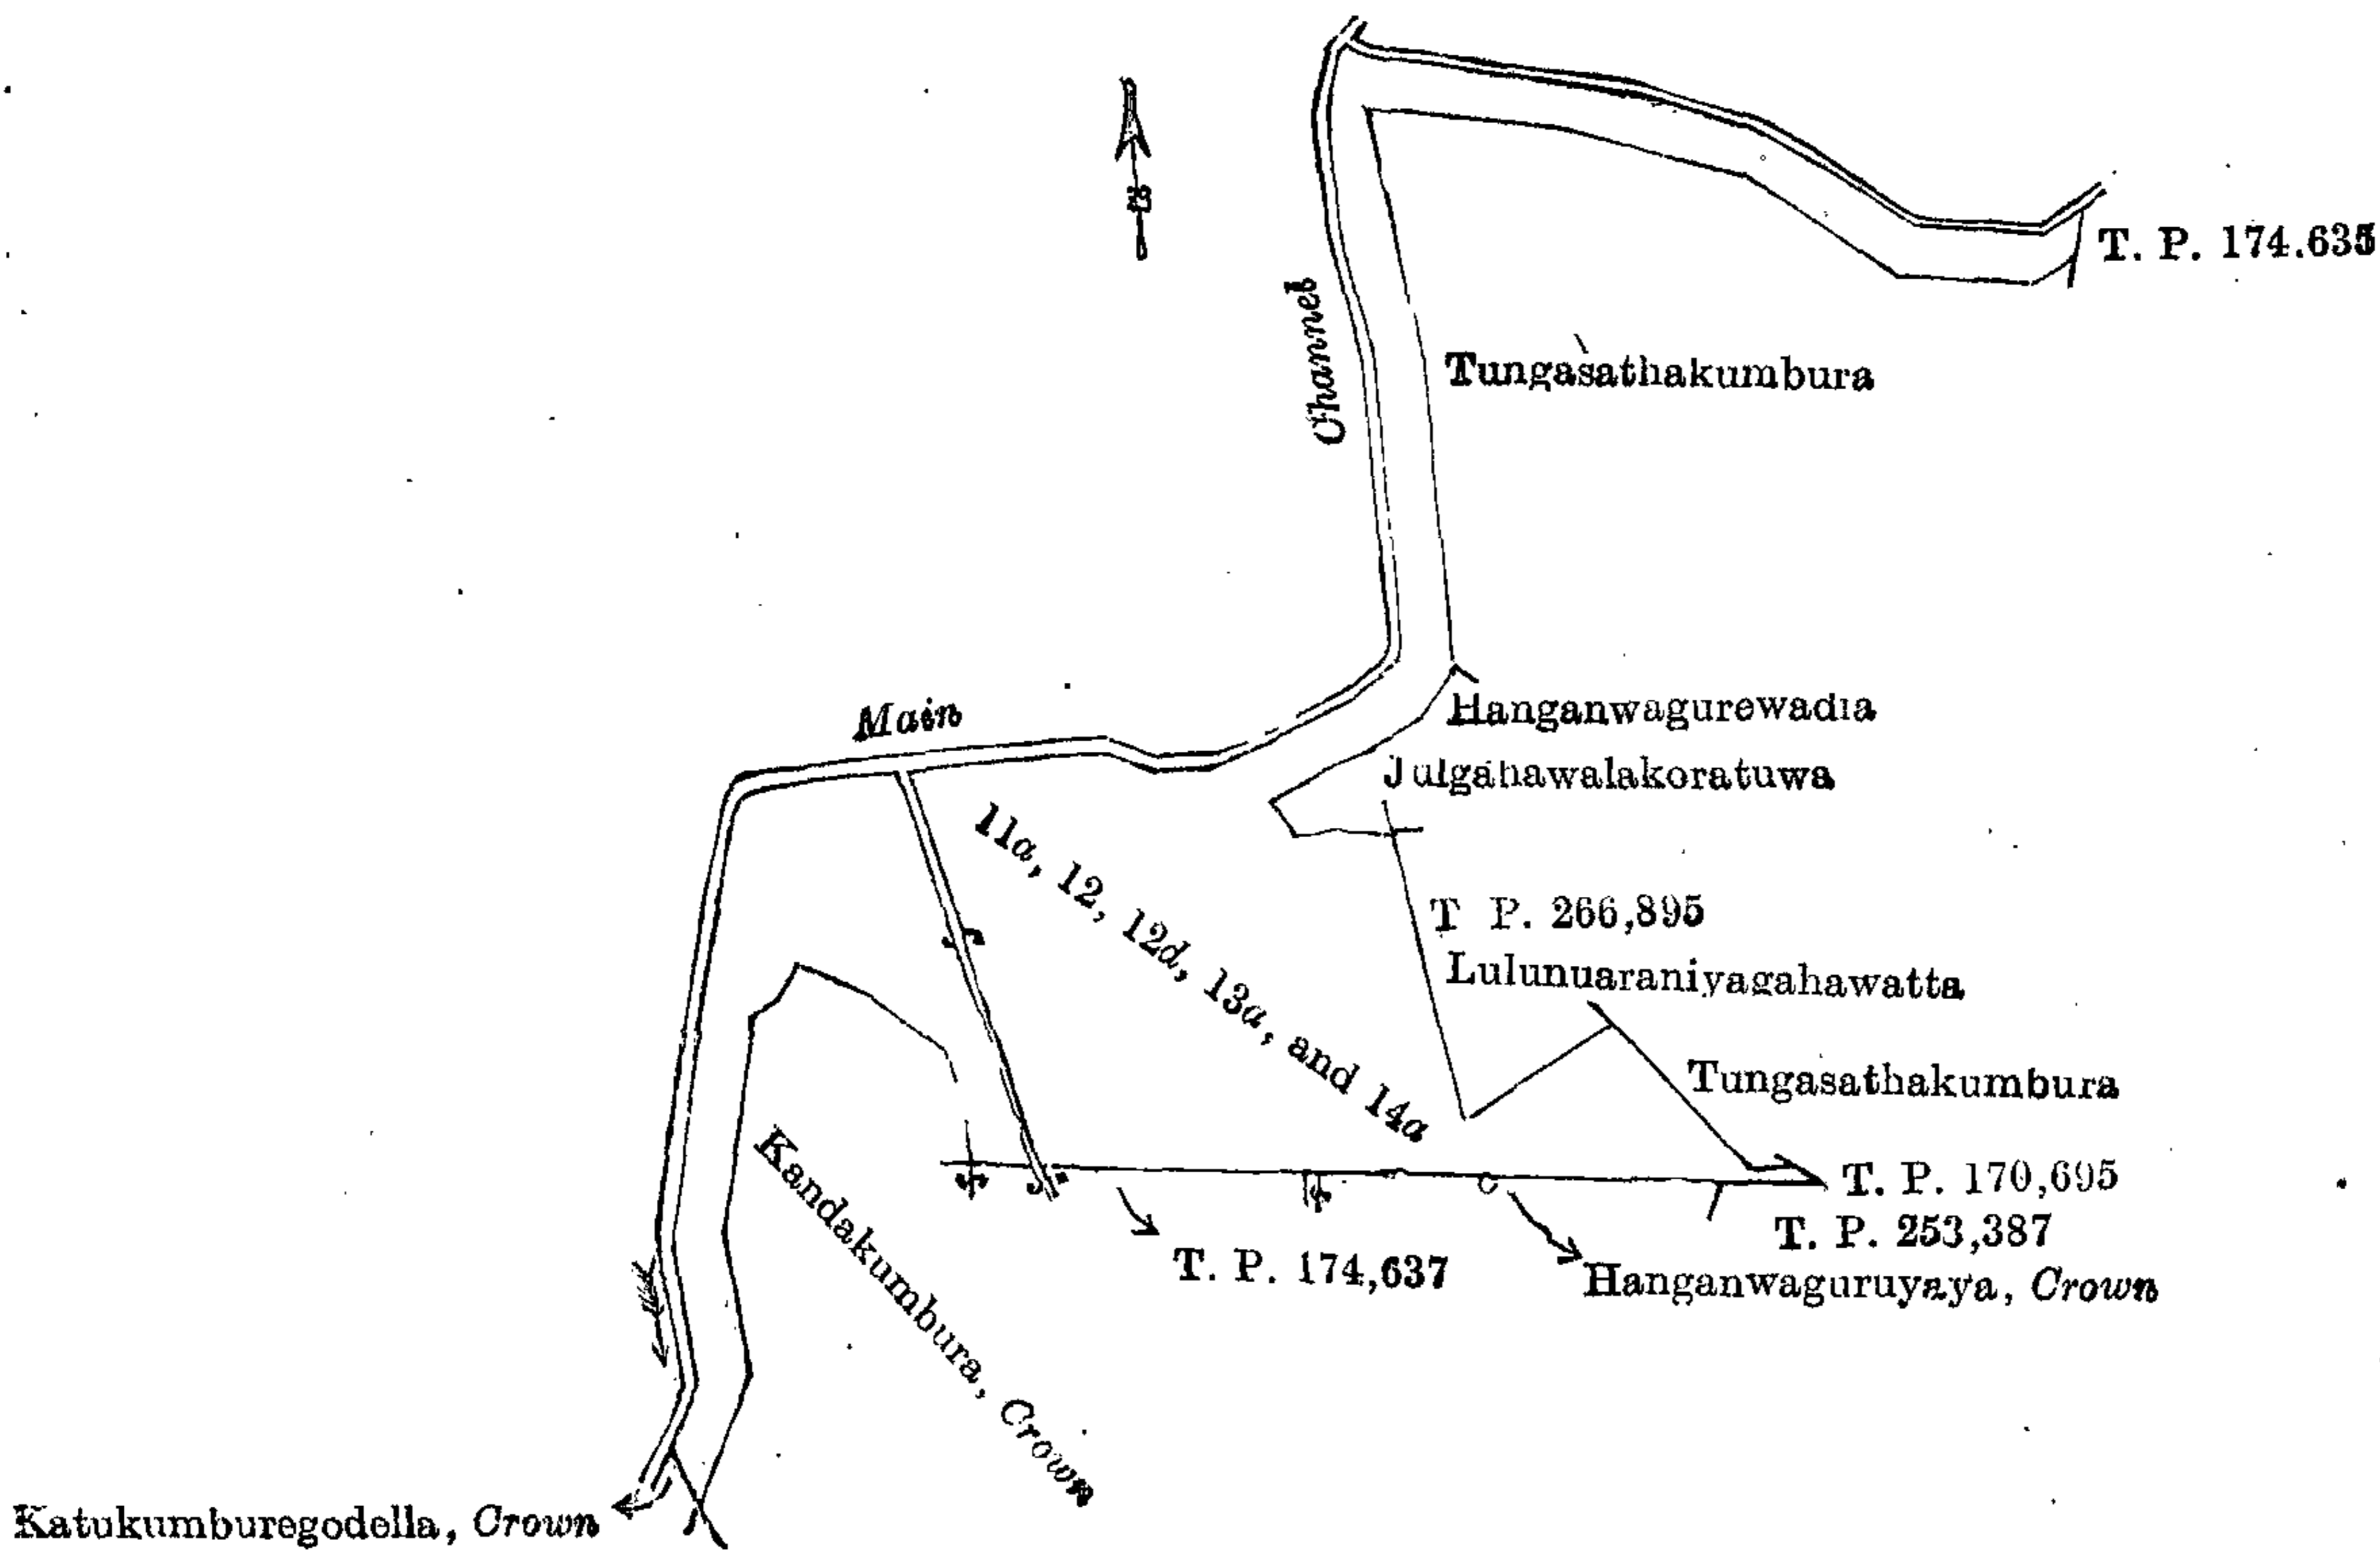 T. P. 174.635
Channel
Tungasathakumbura
Main
Hanganwagurewadia
Julgahawalakoratuwa
11a, 12, 12d, 13a, and 14a
T P. 266,895
Lulunuaraniyagahawatta
Tungasathakumbura
Kandakumbura, Crown
T. P. 170,695
T. P. 253,387
T. P. 174,637
Hanganwaguruyaya, Crown
Katukumburegodella, Crown